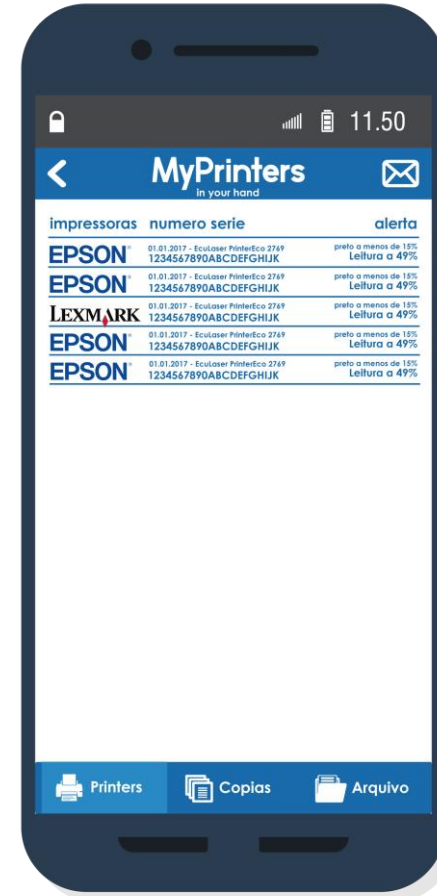 11.50
MyPrinters
in your hand
impressoras numero serie alerta
EPSON 01.01.2017 - EcuLaser PrinterEco 2769 preto a menos de 15%
1234567890ABCDEFGHIJK Leitura a 49%
EPSON 01.01.2017 - EcuLaser PrinterEco 2769 preto a menos de 15%
1234567890ABCDEFGHIJK Leitura a 49%
LEXMARK 01.01.2017 - EcuLaser PrinterEco 2769 preto a menos de 15%
1234567890ABCDEFGHIJK Leitura a 49%
EPSON 01.01.2017 - EcuLaser PrinterEco 2769 preto a menos de 15%
1234567890ABCDEFGHIJK Leitura a 49%
EPSON 01.01.2017 - EcuLaser PrinterEco 2769 preto a menos de 15%
1234567890ABCDEFGHIJK Leitura a 49%
Printers Copias Arquivo